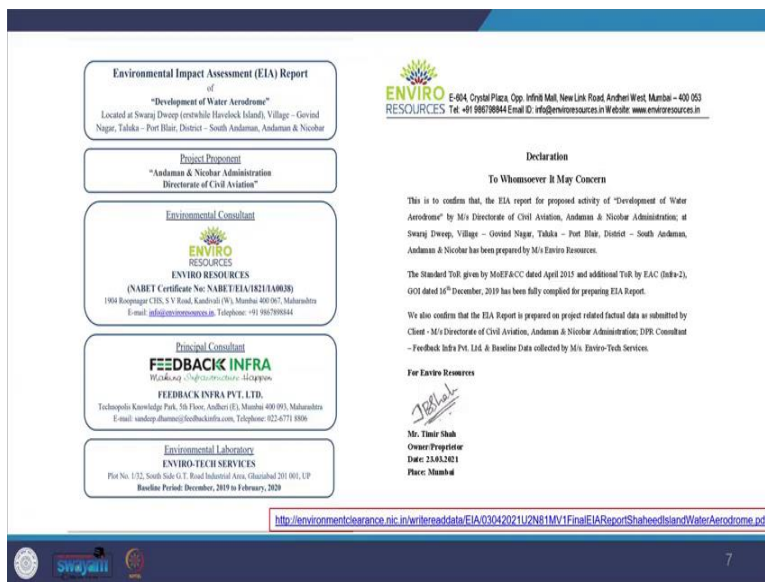 Environmental Impact Assessment (EIA) Report
of
"Development of Water Aerodrome"
Located at Swaraj Dweep (erstwhile Havelock Island), Village – Govind
Nagar, Taluka – Port Blair, District – South Andaman, Andaman & Nicobar
Project Proponent
"Andaman & Nicobar Administration
Directorate of Civil Aviation"
Environmental Consultant
ENVIRO
RESOURCES
ENVIRO RESOURCES
(NABET Certificate No: NABET/EIA/1821/IA0038)
1904 Roopnagar CHS, S V Road, Kandivali (W), Mumbai 400 067, Maharashtra
E-mail: info@enviroresources.in, Telephone: +91 9867898844
Principal Consultant
FEEDBACK INFRA
Making Infrastructure Happen
FEEDBACK INFRA PVT. LTD.
Technopolis Knowledge Park, 5th Floor, Andheri (E), Mumbai 400 093, Maharashtra
E-mail: sandeep.dhamne@feedbackinfra.com, Telephone: 022-6771 8806
Environmental Laboratory
ENVIRO-TECH SERVICES
Plot No. 1/32, South Side G.T. Road Industrial Area, Ghaziabad 201 001, UP
Baseline Period: December, 2019 to February, 2020
ENVIRO
RESOURCES
E-604, Crystal Plaza, Opp. Infiniti Mall, New Link Road, Andheri West, Mumbai – 400 053
Tel: +91 9867988844 Email ID: info@enviroresources.in Website: www.enviroresources.in
Declaration
To Whomsoever It May Concern
This is to confirm that, the EIA report for proposed activity of "Development of Water
Aerodrome" by M/s Directorate of Civil Aviation, Andaman & Nicobar Administration; at
Swaraj Dweep, Village – Govind Nagar, Taluka – Port Blair, District – South Andaman,
Andaman & Nicobar has been prepared by M/s Enviro Resources.
The Standard ToR given by MoEF&CC dated April 2015 and additional ToR by EAC (Infra-2),
GOI dated 16th December, 2019 has been fully complied for preparing EIA Report.
We also confirm that the EIA Report is prepared on project related factual data as submitted by
Client - M/s Directorate of Civil Aviation, Andaman & Nicobar Administration; DPR Consultant
– Feedback Infra Pvt. Ltd. & Baseline Data collected by M/s. Enviro-Tech Services.
For Enviro Resources
Mr. Timir Shah
Owner/Proprietor
Date: 23.03.2021
Place: Mumbai
http://environmentclearance.nic.in/writereaddata/EIA/03042021U2N81MV1FinalEIAReportShaheedIslandWaterAerodrome.pd
swayam
7